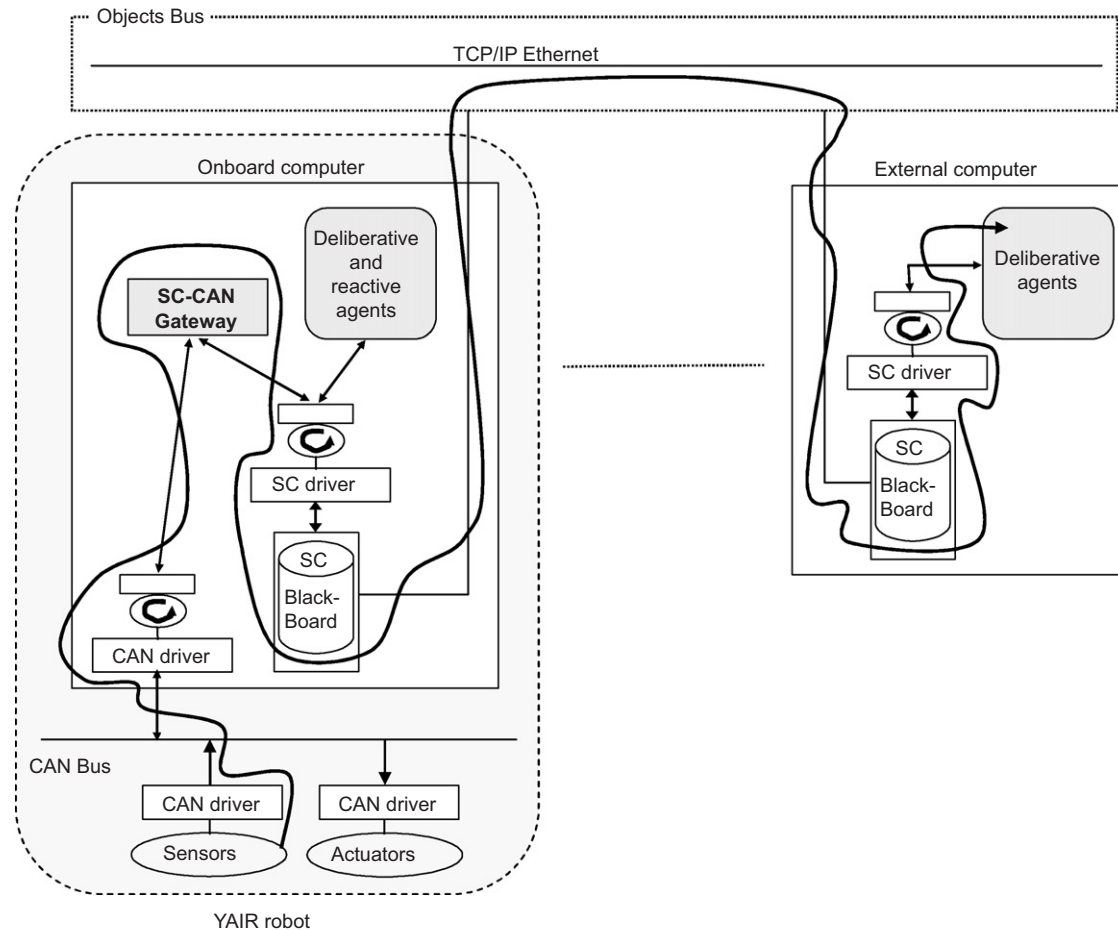 Objects Bus
TCP/IP Ethernet
Onboard computer
External computer
Deliberative
and
reactive
agents
Deliberative
agents
SC-CAN
Gateway
SC driver
SC driver
SC
Black-
Board
SC
Black-
Board
CAN driver
CAN Bus
CAN driver
CAN driver
Sensors
Actuators
YAIR robot